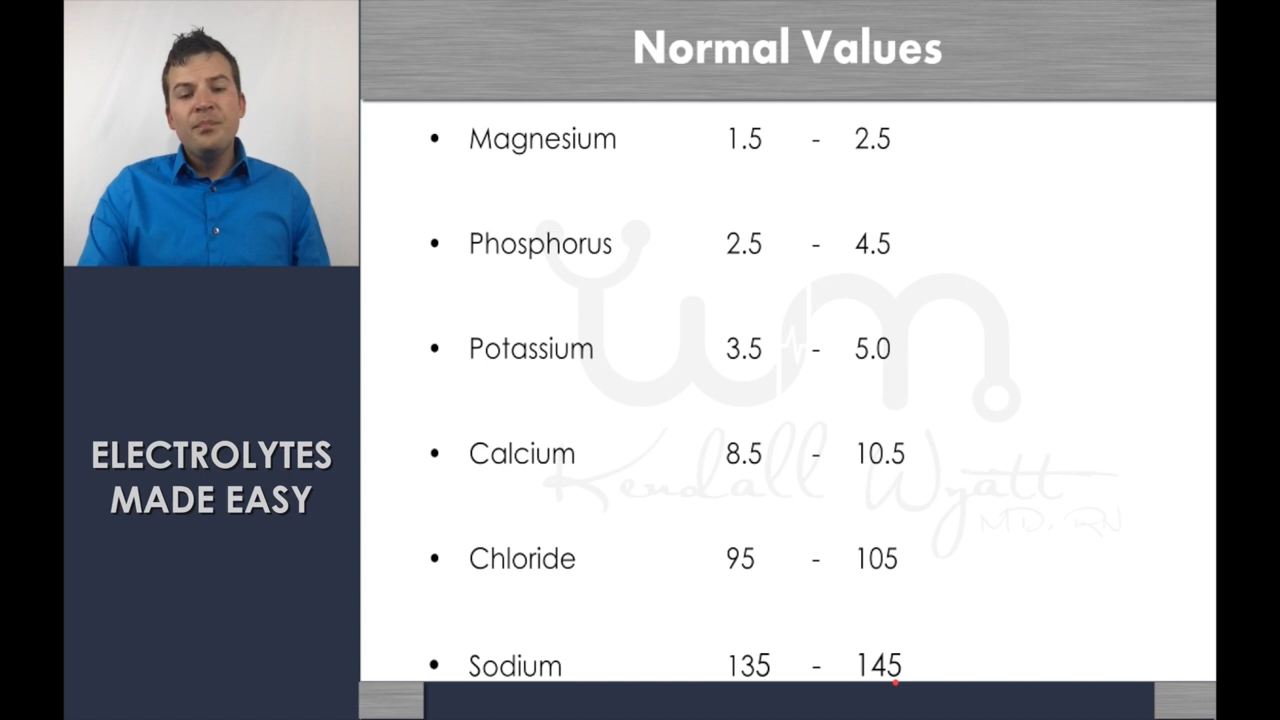 Normal Values
• Magnesium 1.5 - 2.5
• Phosphorus 2.5 - 4.5
• Potassium 3.5 - 5.0
• Calcium 8.5 - 10.5
• Chloride 95 - 105
• Sodium 135 - 145
ELECTROLYTES
MADE EASY
wm
Kendall Wyatt
MD, RN